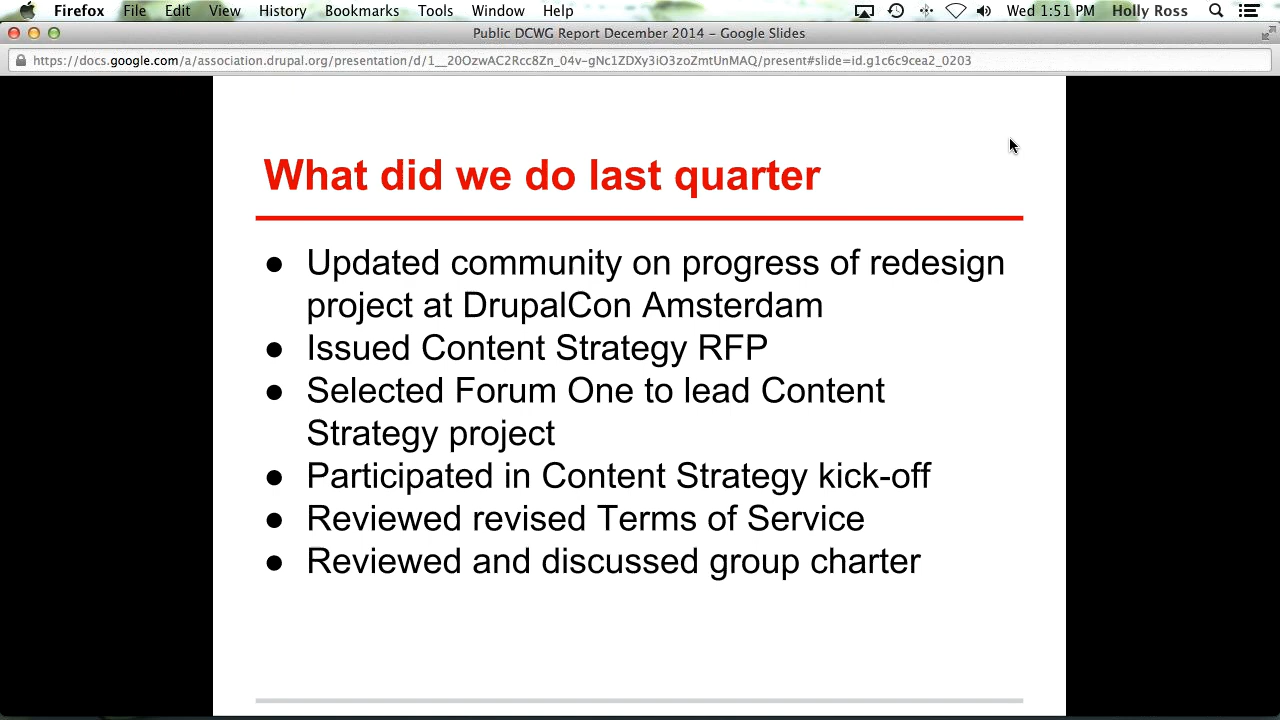 Firefox File Edit View History Bookmarks Tools Window Help Wed 1:51 PM Holly Ross
Public DCWG Report December 2014 – Google Slides
https://docs.google.com/a/association.drupal.org/presentation/d/1__20OzwAC2Rcc8Zn_04v-gNc1ZDXy3iO3zoZmtUnMAQ/present#slide=id.g1c6c9cea2_0203
What did we do last quarter
● Updated community on progress of redesign
project at DrupalCon Amsterdam
● Issued Content Strategy RFP
● Selected Forum One to lead Content
Strategy project
● Participated in Content Strategy kick-off
● Reviewed revised Terms of Service
● Reviewed and discussed group charter